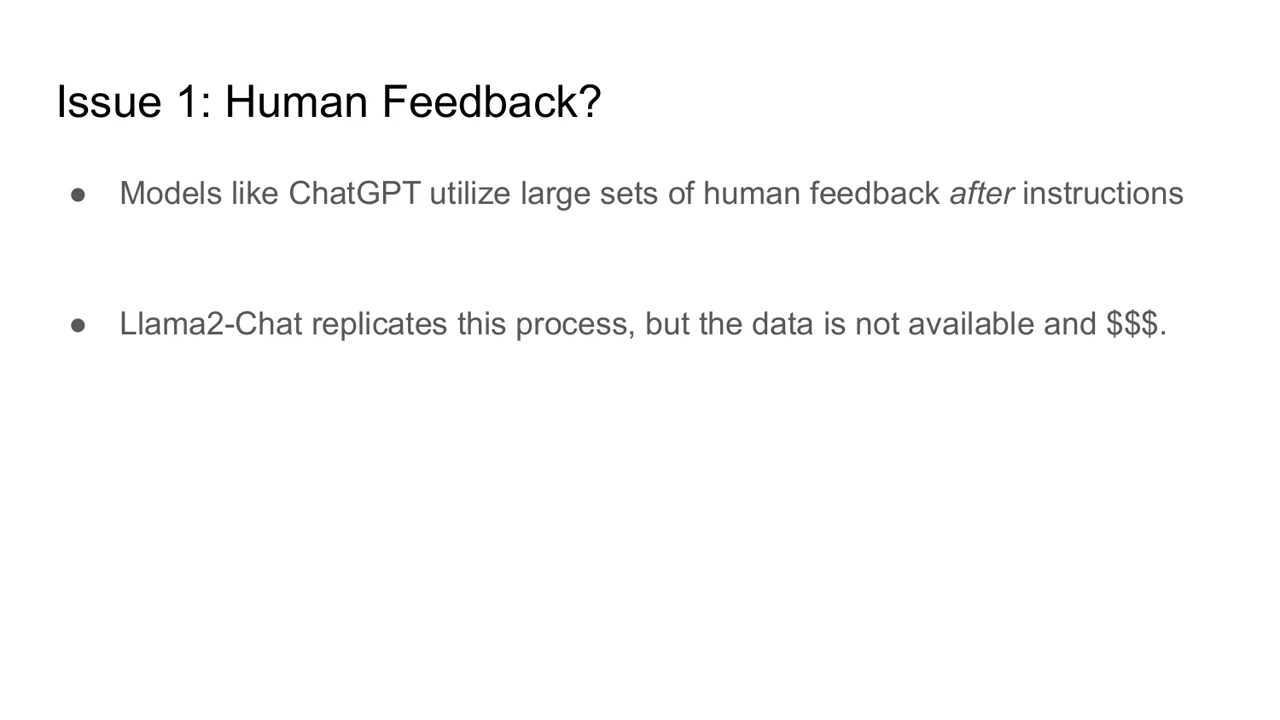 Issue 1: Human Feedback?
● Models like ChatGPT utilize large sets of human feedback after instructions
● Llama2-Chat replicates this process, but the data is not available and $$$.